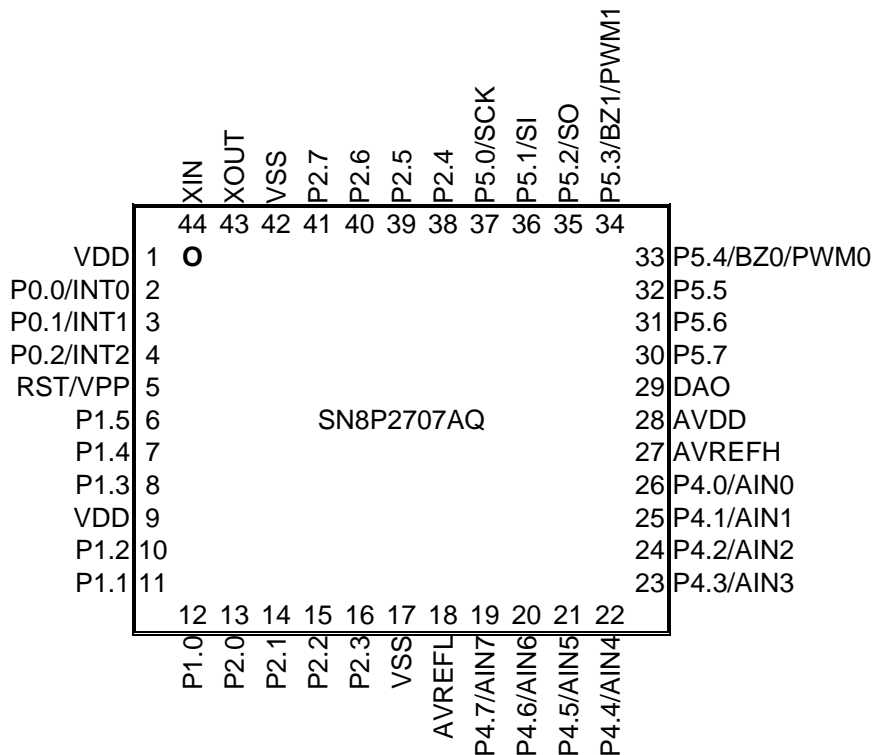 XIN XOUT VSS P2.7 P2.6 P2.5 P2.4 P5.0/SCK P5.1/SI P5.2/SO P5.3/BZ1/PWM1
44 43 42 41 40 39 38 37 36 35 34
VDD 1 O 33 P5.4/BZ0/PWM0
P0.0/INT0 2 32 P5.5
P0.1/INT1 3 31 P5.6
P0.2/INT2 4 30 P5.7
RST/VPP 5 29 DAO
P1.5 6 SN8P2707AQ 28 AVDD
P1.4 7 27 AVREFH
P1.3 8 26 P4.0/AIN0
VDD 9 25 P4.1/AIN1
P1.2 10 24 P4.2/AIN2
P1.1 11 23 P4.3/AIN3
12 13 14 15 16 17 18 19 20 21 22
P1.0 P2.0 P2.1 P2.2 P2.3 VSS AVREFL P4.7/AIN7 P4.6/AIN6 P4.5/AIN5 P4.4/AIN4